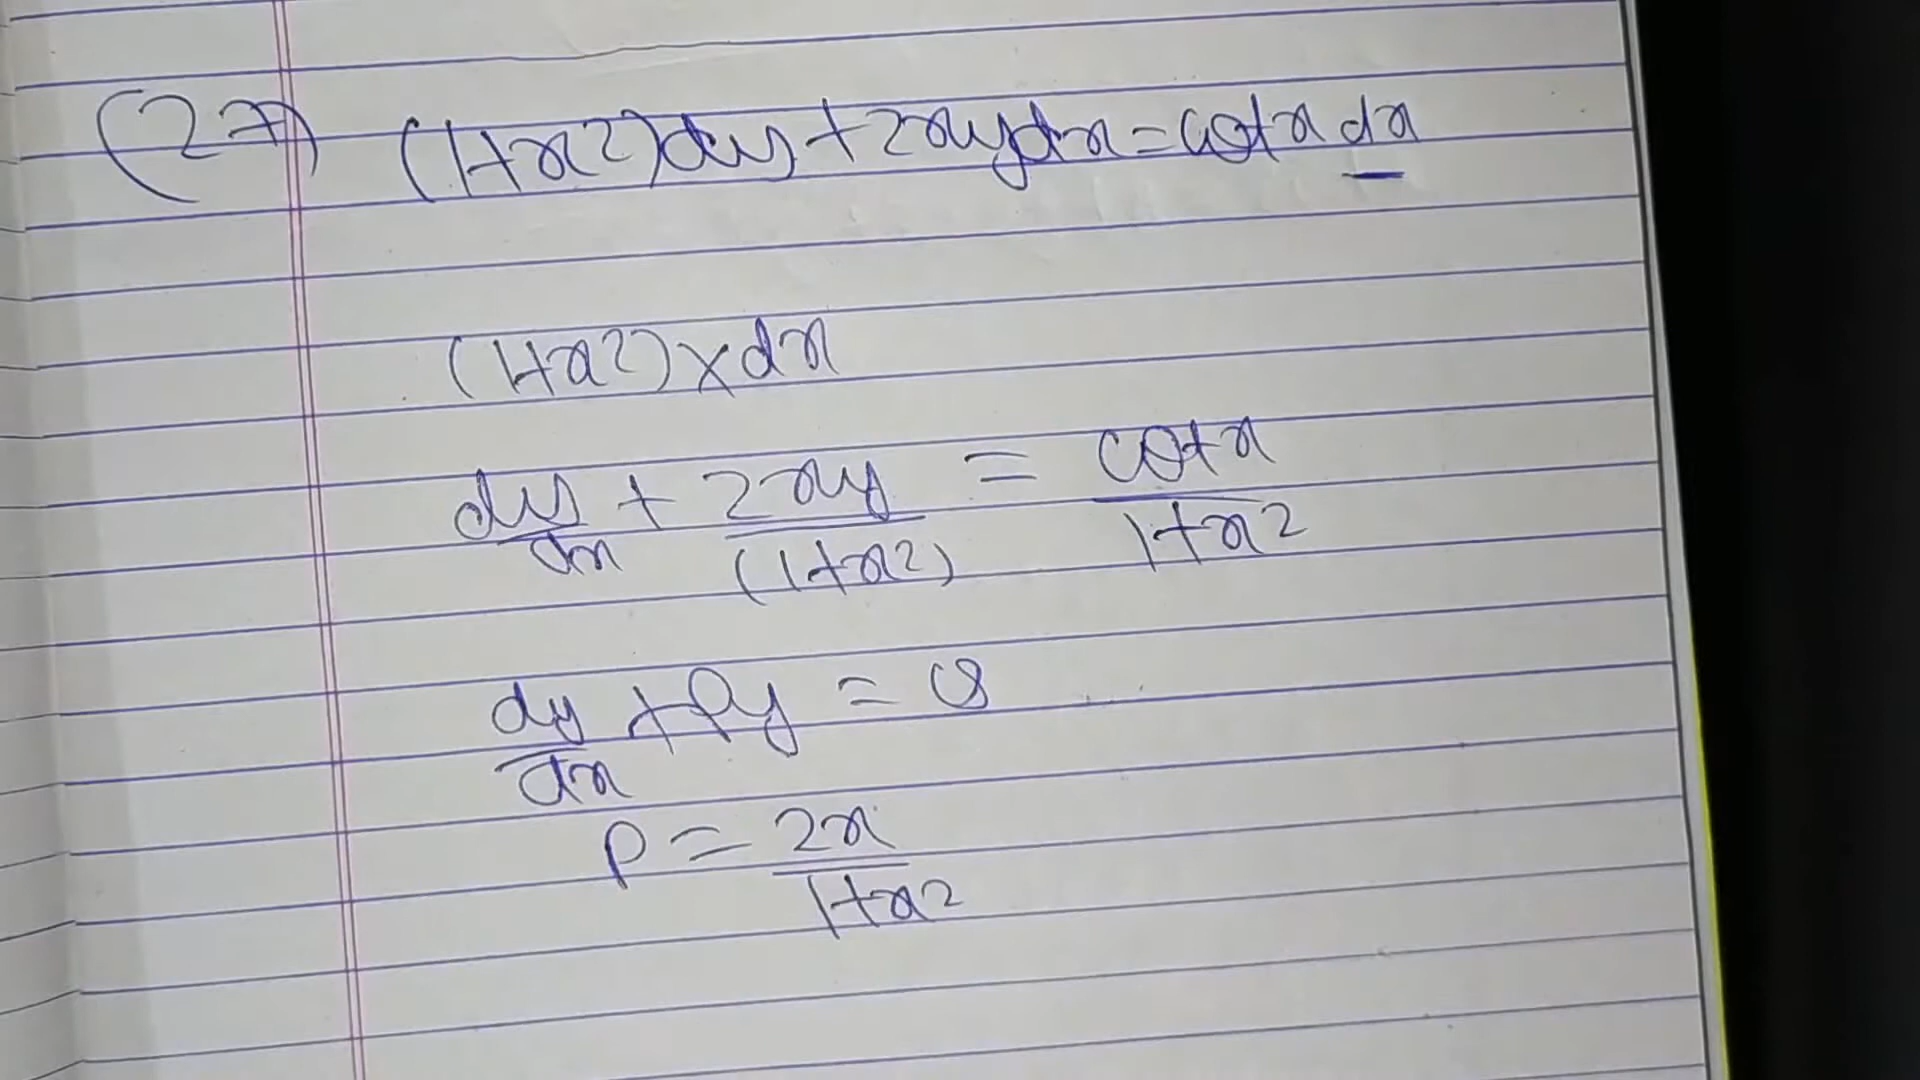 (27) (1+x2)dy+2xydx=cotx dx
(1+x2)xdx
dy/dx + 2xy/(1+x2) = cotx/1+x2
dy/dx +Py = Q
P = 2x/1+x2